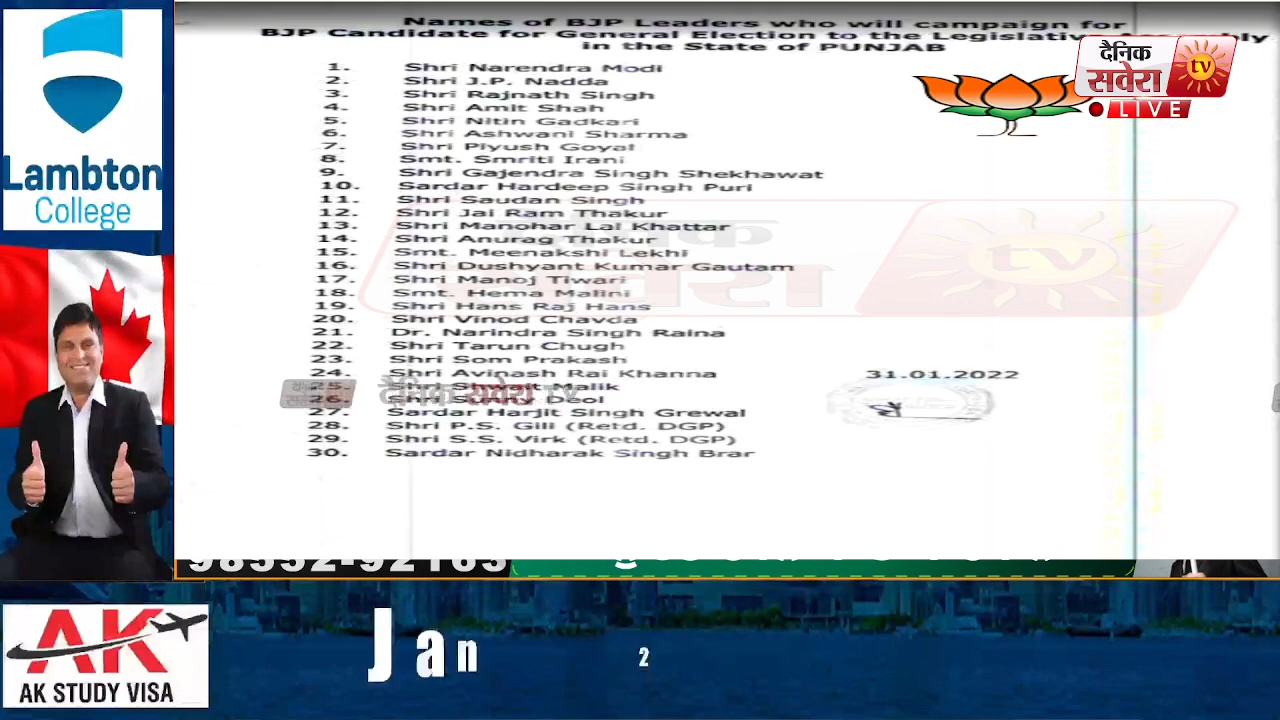 Names of BJP Leaders who will campaign for
BJP Candidate for General Election to the Legislative Assembly
in the State of PUNJAB
1. Shri Narendra Modi
2. Shri J.P. Nadda
3. Shri Rajnath Singh
4. Shri Amit Shah
5. Shri Nitin Gadkari
6. Shri Ashwani Sharma
7. Shri Piyush Goyal
8. Smt. Smriti Irani
9. Shri Gajendra Singh Shekhawat
10. Sardar Hardeep Singh Puri
11. Shri Saudan Singh
12. Shri Jai Ram Thakur
13. Shri Manohar Lal Khattar
14. Shri Anurag Thakur
15. Smt. Meenakshi Lekhi
16. Shri Dushyant Kumar Gautam
17. Shri Manoj Tiwari
18. Smt. Hema Malini
19. Shri Hans Raj Hans
20. Shri Vinod Chavda
21. Dr. Narindra Singh Raina
22. Shri Tarun Chugh
23. Shri Som Prakash
24. Shri Avinash Rai Khanna
25. Malik
26. Shri Sunny Deol
27. Sardar Harjit Singh Grewal
28. Shri P.S. Gill (Retd. DGP)
29. Shri S.S. Virk (Retd. DGP)
30. Sardar Nidharak Singh Brar
31.01.2022
दैनिक
सवेरा tv
LIVE
दैनिक सवेरा TV
Lambton
College
AK
AK STUDY VISA
Jan 2